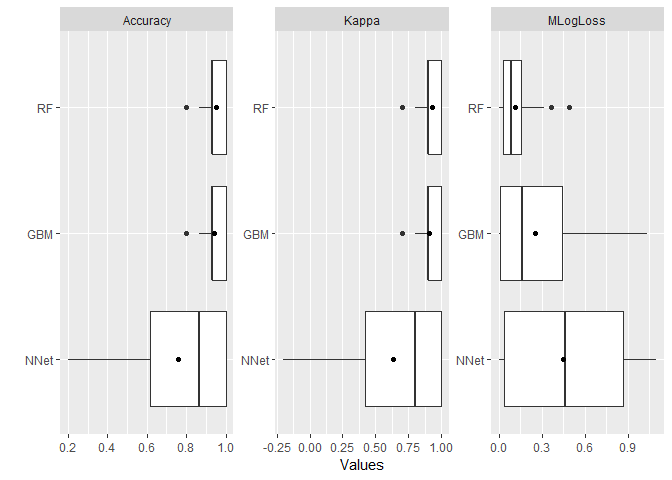 Accuracy Kappa MLogLoss
RF RF RF
GBM GBM GBM
NNet NNet NNet
0.2 0.4 0.6 0.8 1.0 -0.25 0.00 0.25 0.50 0.75 1.00 0.0 0.3 0.6 0.9
Values